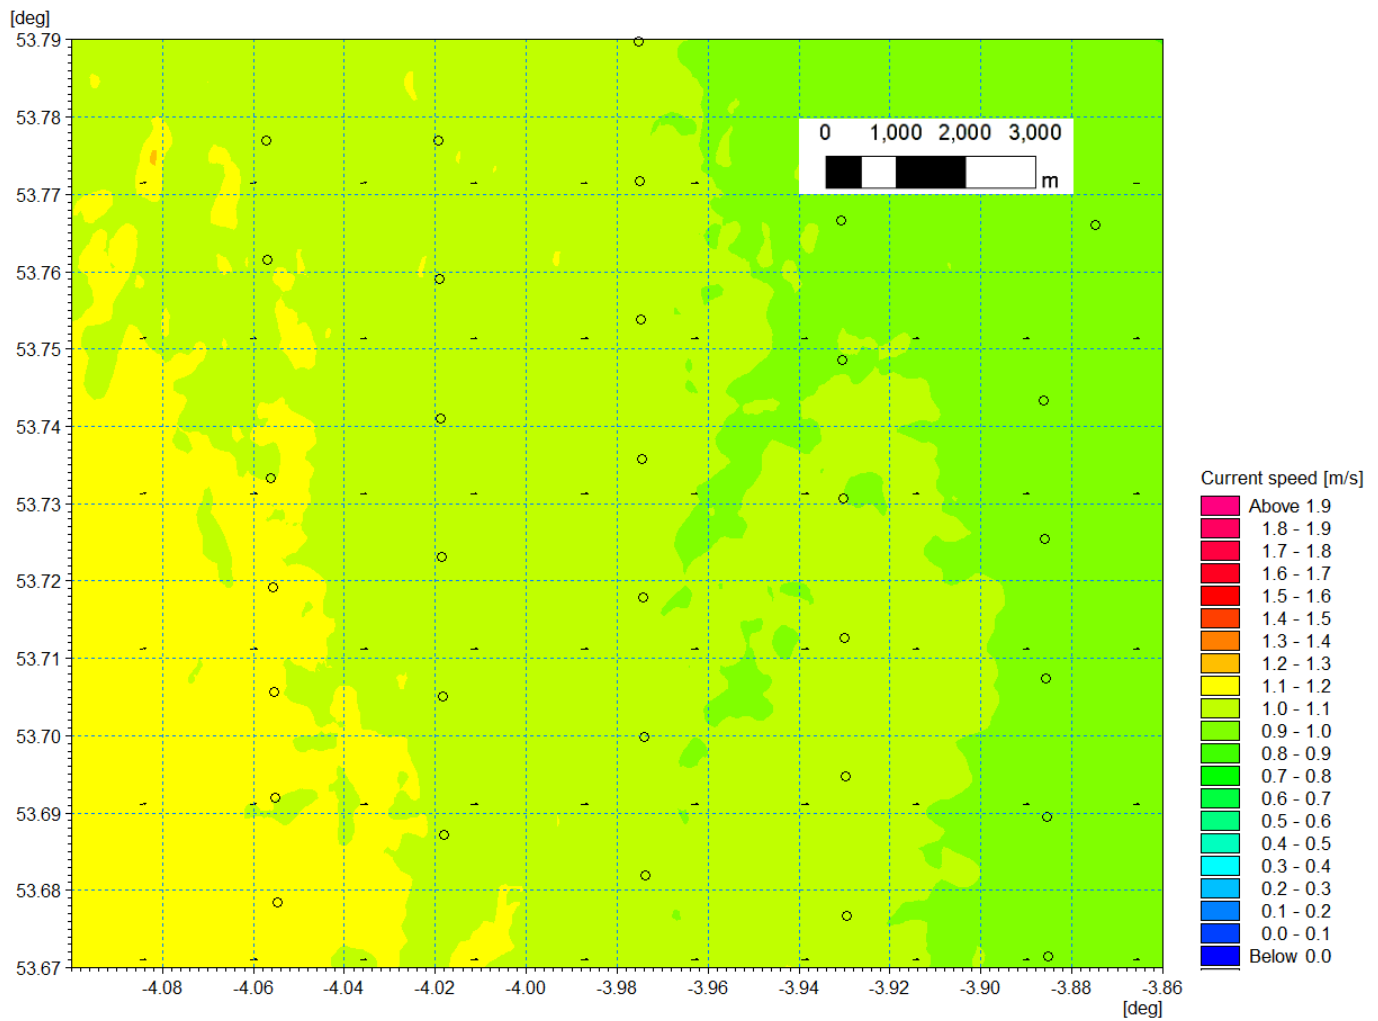 [deg]
53.79
53.78
53.77
53.76
53.75
53.74
53.73
53.72
53.71
53.70
53.69
53.68
53.67
0 1,000 2,000 3,000
m
-4.08 -4.06 -4.04 -4.02 -4.00 -3.98 -3.96 -3.94 -3.92 -3.90 -3.88 -3.86
[deg]
Current speed [m/s]
Above 1.9
1.8 - 1.9
1.7 - 1.8
1.6 - 1.7
1.5 - 1.6
1.4 - 1.5
1.3 - 1.4
1.2 - 1.3
1.1 - 1.2
1.0 - 1.1
0.9 - 1.0
0.8 - 0.9
0.7 - 0.8
0.6 - 0.7
0.5 - 0.6
0.4 - 0.5
0.3 - 0.4
0.2 - 0.3
0.1 - 0.2
0.0 - 0.1
Below 0.0